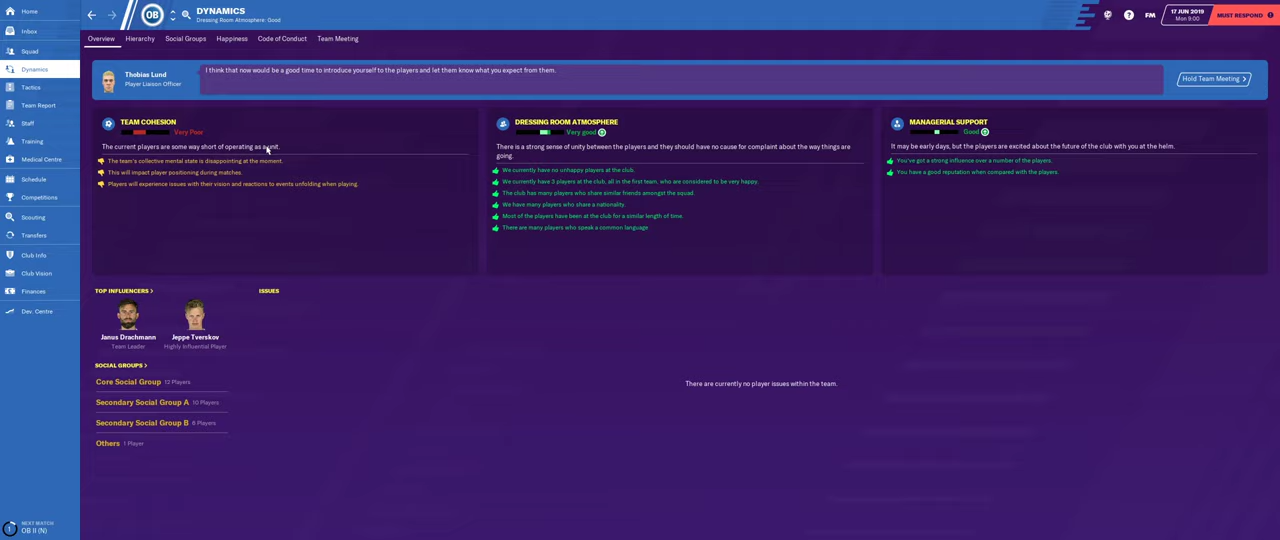 Home
Inbox
Squad
Dynamics
Tactics
Team Report
Staff
Training
Medical Centre
Schedule
Competitions
Scouting
Transfers
Club Info
Club Vision
Finances
Dev. Centre
1
NEXT MATCH
OB II (N)
OB
DYNAMICS
Dressing Room Atmosphere: Good
FM
17 JUN 2019
Mon 9:00
MUST RESPOND
Overview
Hierarchy
Social Groups
Happiness
Code of Conduct
Team Meeting
Thobias Lund
Player Liaison Officer
I think that now would be a good time to introduce yourself to the players and let them know what you expect from them.
Hold Team Meeting >
TEAM COHESION
Very Poor
The current players are some way short of operating as a unit.
The team's collective mental state is disappointing at the moment.
This will impact player positioning during matches.
Players will experience issues with their vision and reactions to events unfolding when playing.
DRESSING ROOM ATMOSPHERE
Very good
There is a strong sense of unity between the players and they should have no cause for complaint about the way things are
going.
We currently have no unhappy players at the club.
We currently have 3 players at the club, all in the first team, who are considered to be very happy.
The club has many players who share similar friends amongst the squad.
We have many players who share a nationality.
Most of the players have been at the club for a similar length of time.
There are many players who speak a common language
MANAGERIAL SUPPORT
Good
It may be early days, but the players are excited about the future of the club with you at the helm.
You've got a strong influence over a number of the players.
You have a good reputation when compared with the players.
TOP INFLUENCERS >
Janus Drachmann
Team Leader
Jeppe Tverskov
Highly Influential Player
ISSUES
There are currently no player issues within the team.
SOCIAL GROUPS >
Core Social Group 12 Players
Secondary Social Group A 10 Players
Secondary Social Group B 6 Players
Others 1 Player